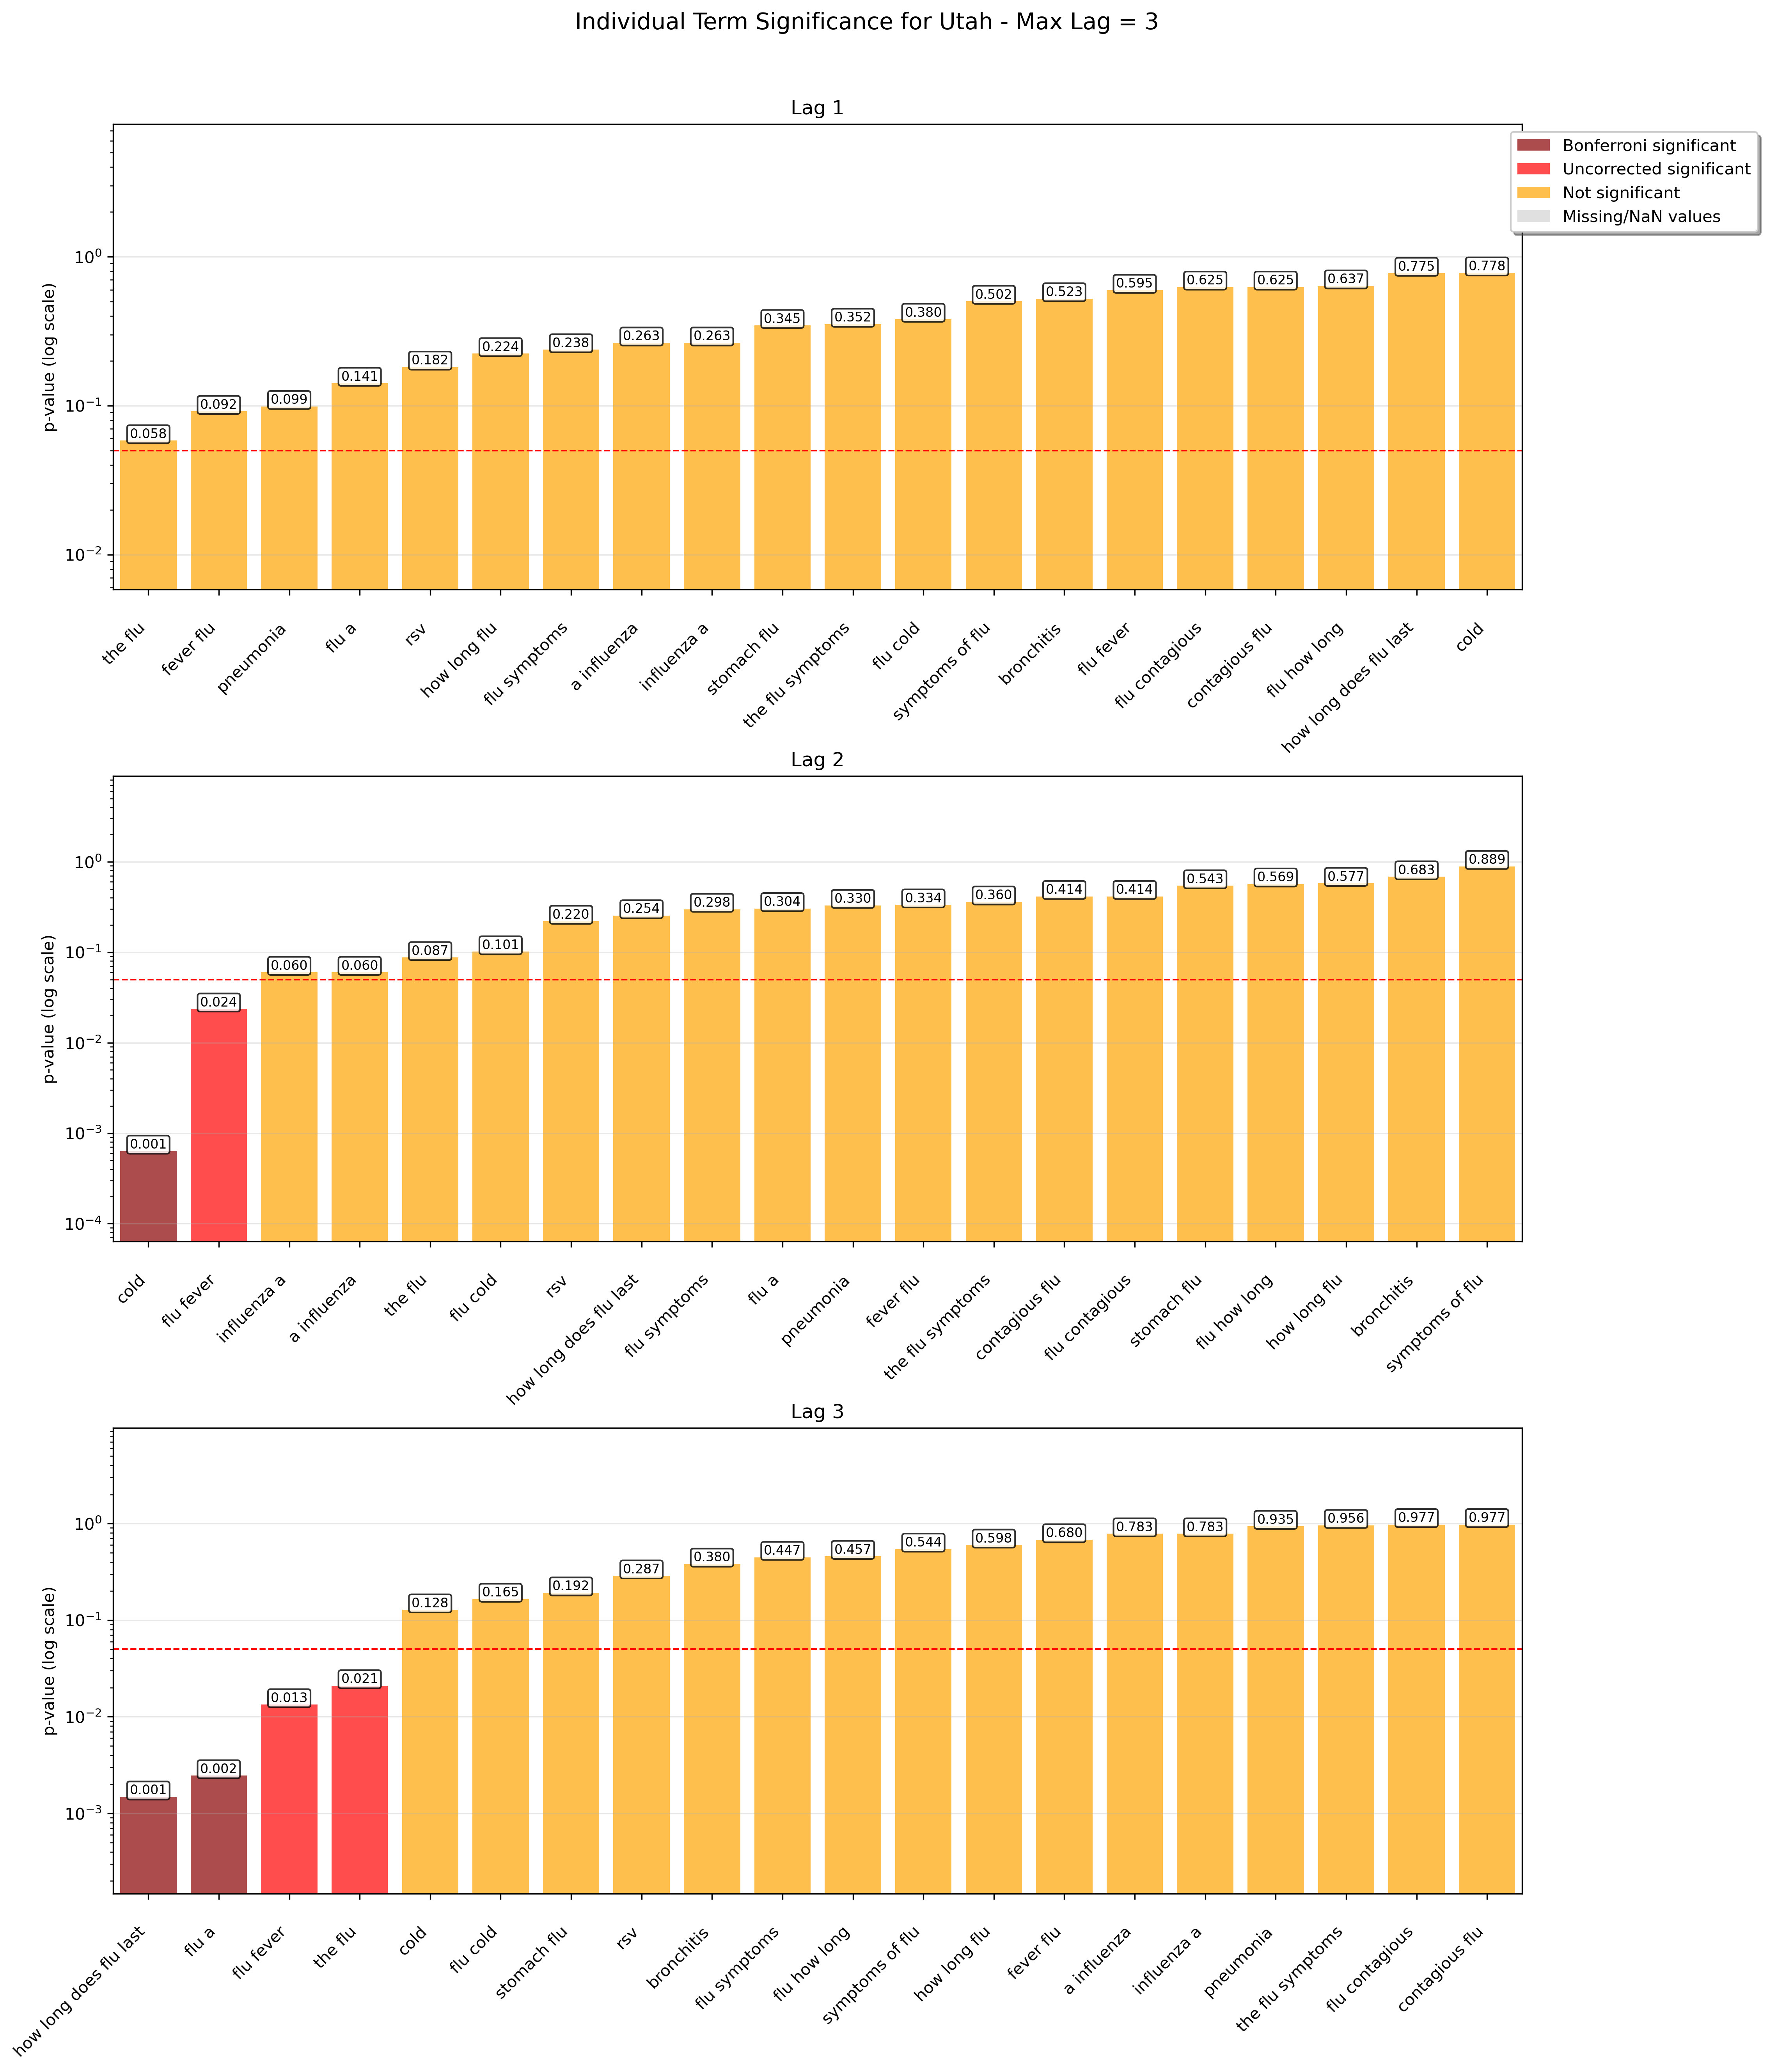 Individual Term Significance for Utah - Max Lag = 3
Lag 1
Bonferroni significant
Uncorrected significant
Not significant
Missing/NaN values
p-value (log scale)
10⁰
10⁻¹
10⁻²
0.058 0.092 0.099 0.141 0.182 0.224 0.238 0.263 0.263 0.345 0.352 0.380 0.502 0.523 0.595 0.625 0.625 0.637 0.775 0.778
the flu
fever flu
pneumonia
flu a
rsv
how long flu
flu symptoms
a influenza
influenza a
stomach flu
the flu symptoms
flu cold
symptoms of flu
bronchitis
flu fever
flu contagious
contagious flu
flu how long
how long does flu last
cold
Lag 2
p-value (log scale)
10⁰
10⁻¹
10⁻²
10⁻³
10⁻⁴
0.001 0.024 0.060 0.060 0.087 0.101 0.220 0.254 0.298 0.304 0.330 0.334 0.360 0.414 0.414 0.543 0.569 0.577 0.683 0.889
cold
flu fever
influenza a
a influenza
the flu
flu cold
rsv
how long does flu last
flu symptoms
flu a
pneumonia
fever flu
the flu symptoms
contagious flu
flu contagious
stomach flu
flu how long
how long flu
bronchitis
symptoms of flu
Lag 3
p-value (log scale)
10⁰
10⁻¹
10⁻²
10⁻³
0.001 0.002 0.013 0.021 0.128 0.165 0.192 0.287 0.380 0.447 0.457 0.544 0.598 0.680 0.783 0.783 0.935 0.956 0.977 0.977
how long does flu last
flu a
flu fever
the flu
cold
flu cold
stomach flu
rsv
bronchitis
flu symptoms
flu how long
symptoms of flu
how long flu
fever flu
a influenza
influenza a
pneumonia
the flu symptoms
flu contagious
contagious flu